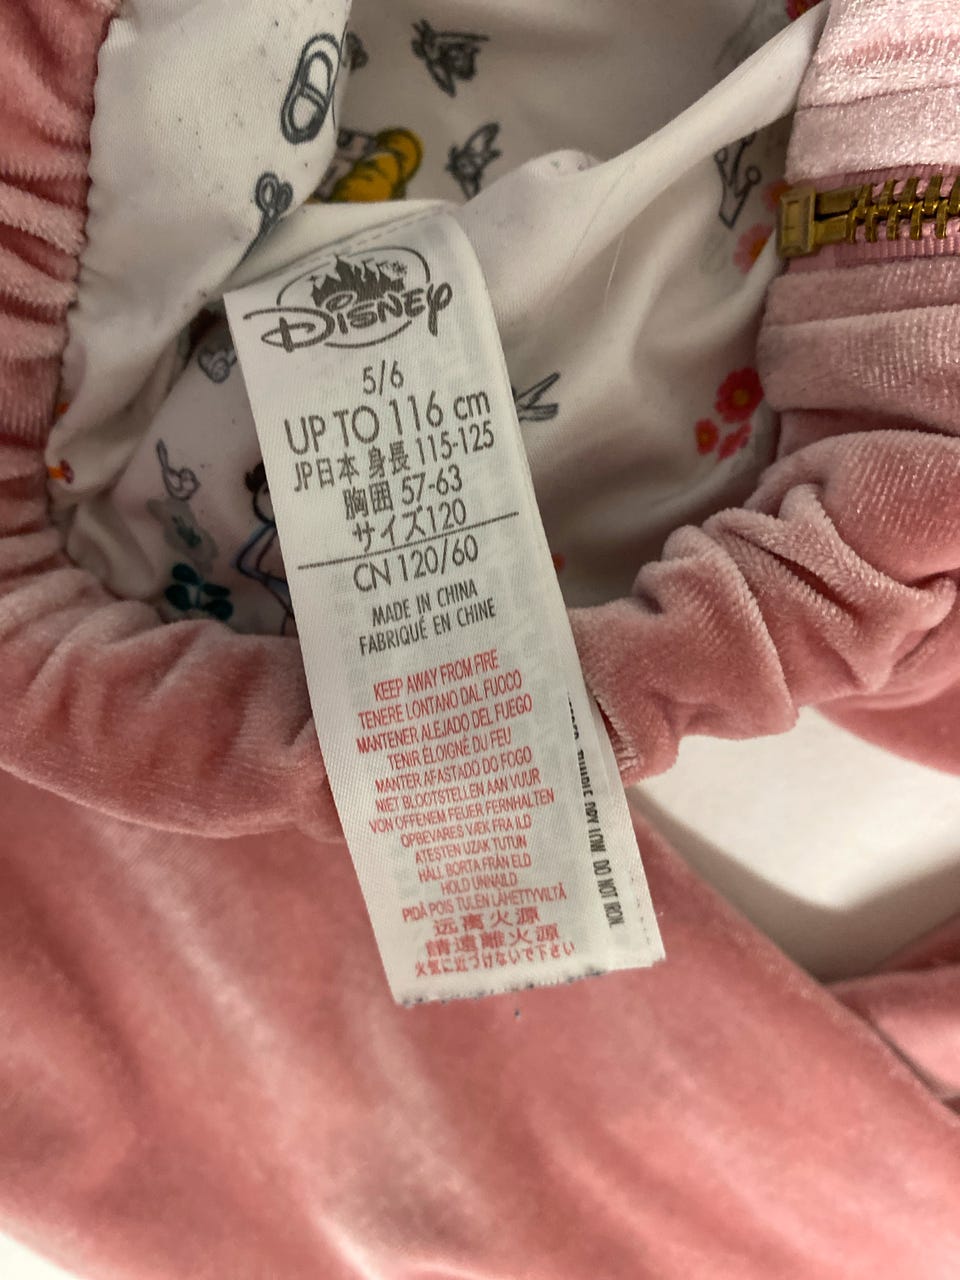 Disney
5/6
UP TO 116 cm
JP日本 身長 115-125
胸囲 57-63
サイズ120
CN 120/60
MADE IN CHINA
FABRIQUÉ EN CHINE
KEEP AWAY FROM FIRE
TENERE LONTANO DAL FUOCO
MANTENER ALEJADO DEL FUEGO
TENIR ÉLOIGNÉ DU FEU
MANTER AFASTADO DO FOGO
NIET BLOOTSTELLEN AAN VUUR
VON OFFENEM FEUER FERNHALTEN
OPBEVARES VÆK FRA ILD
ATEŞTEN UZAK TUTUN
HÅLL BORTA FRÅN ELD
HOLD UNNA ILD
PIDÄ POIS TULEN LÄHETTYVILTÄ
远离火源
請遠離火源
火気に近づけないで下さい
TUMBLE DRY LOW. DO NOT IRON.